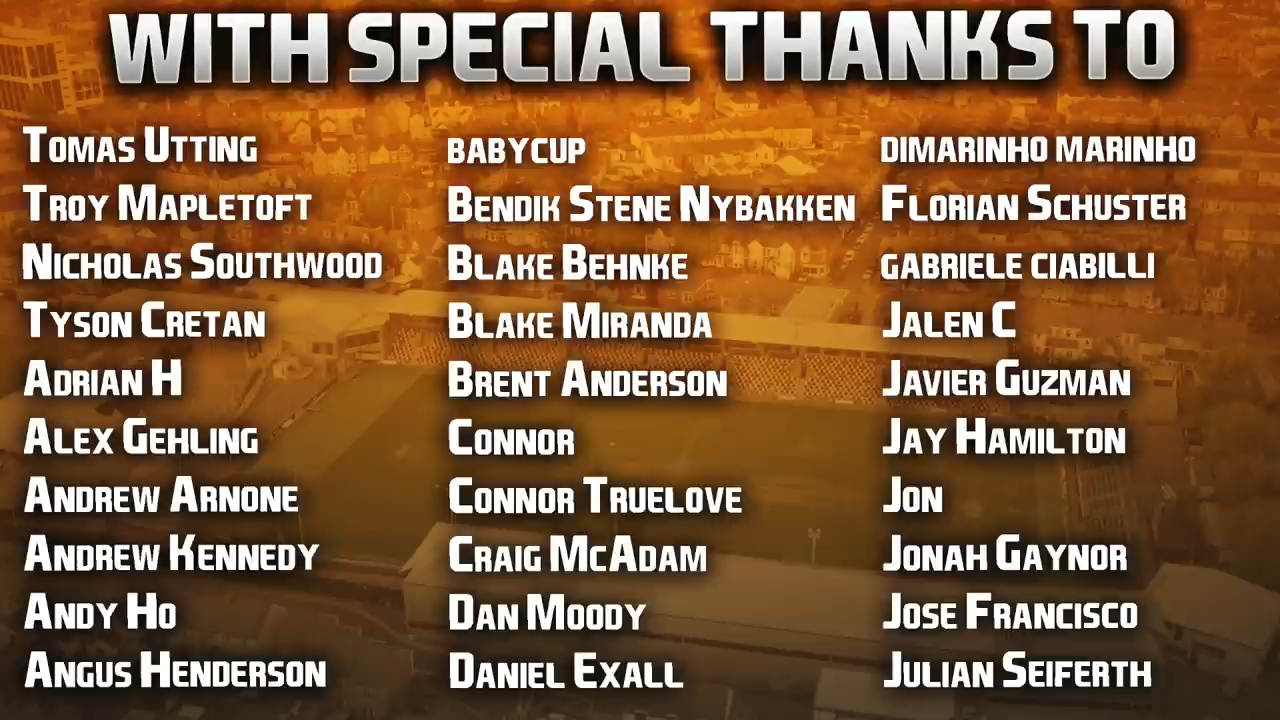 WITH SPECIAL THANKS TO
Tomas Utting
Troy Mapletoft
Nicholas Southwood
Tyson Cretan
Adrian H
Alex Gehling
Andrew Arnone
Andrew Kennedy
Andy Ho
Angus Henderson
babycup
Bendik Stene Nybakken
Blake Behnke
Blake Miranda
Brent Anderson
Connor
Connor Truelove
Craig McAdam
Dan Moody
Daniel Exall
dimarinho marinho
Florian Schuster
gabriele ciabilli
Jalen C
Javier Guzman
Jay Hamilton
Jon
Jonah Gaynor
Jose Francisco
Julian Seiferth